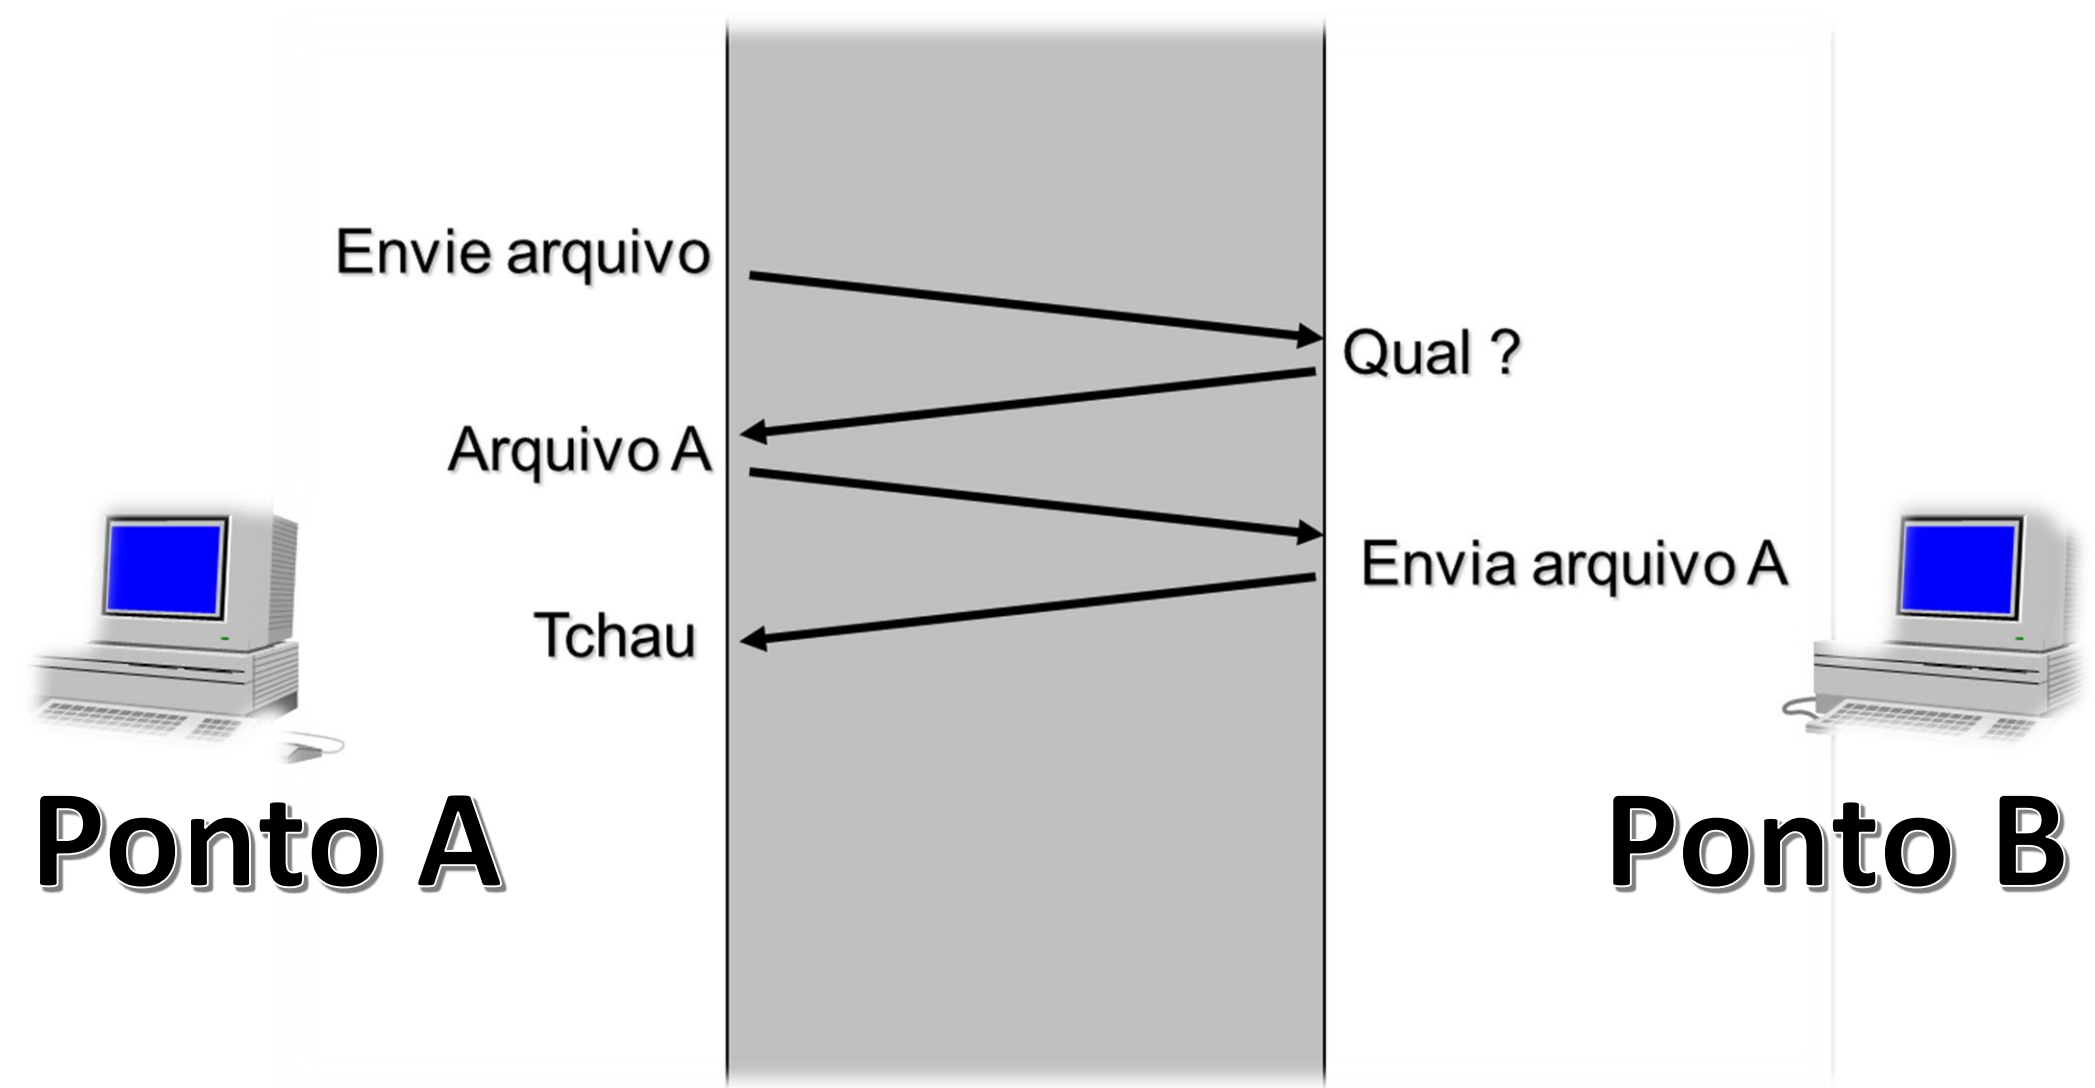 Envie arquivo
Qual ?
Arquivo A
Envia arquivo A
Tchau
Ponto A
Ponto B